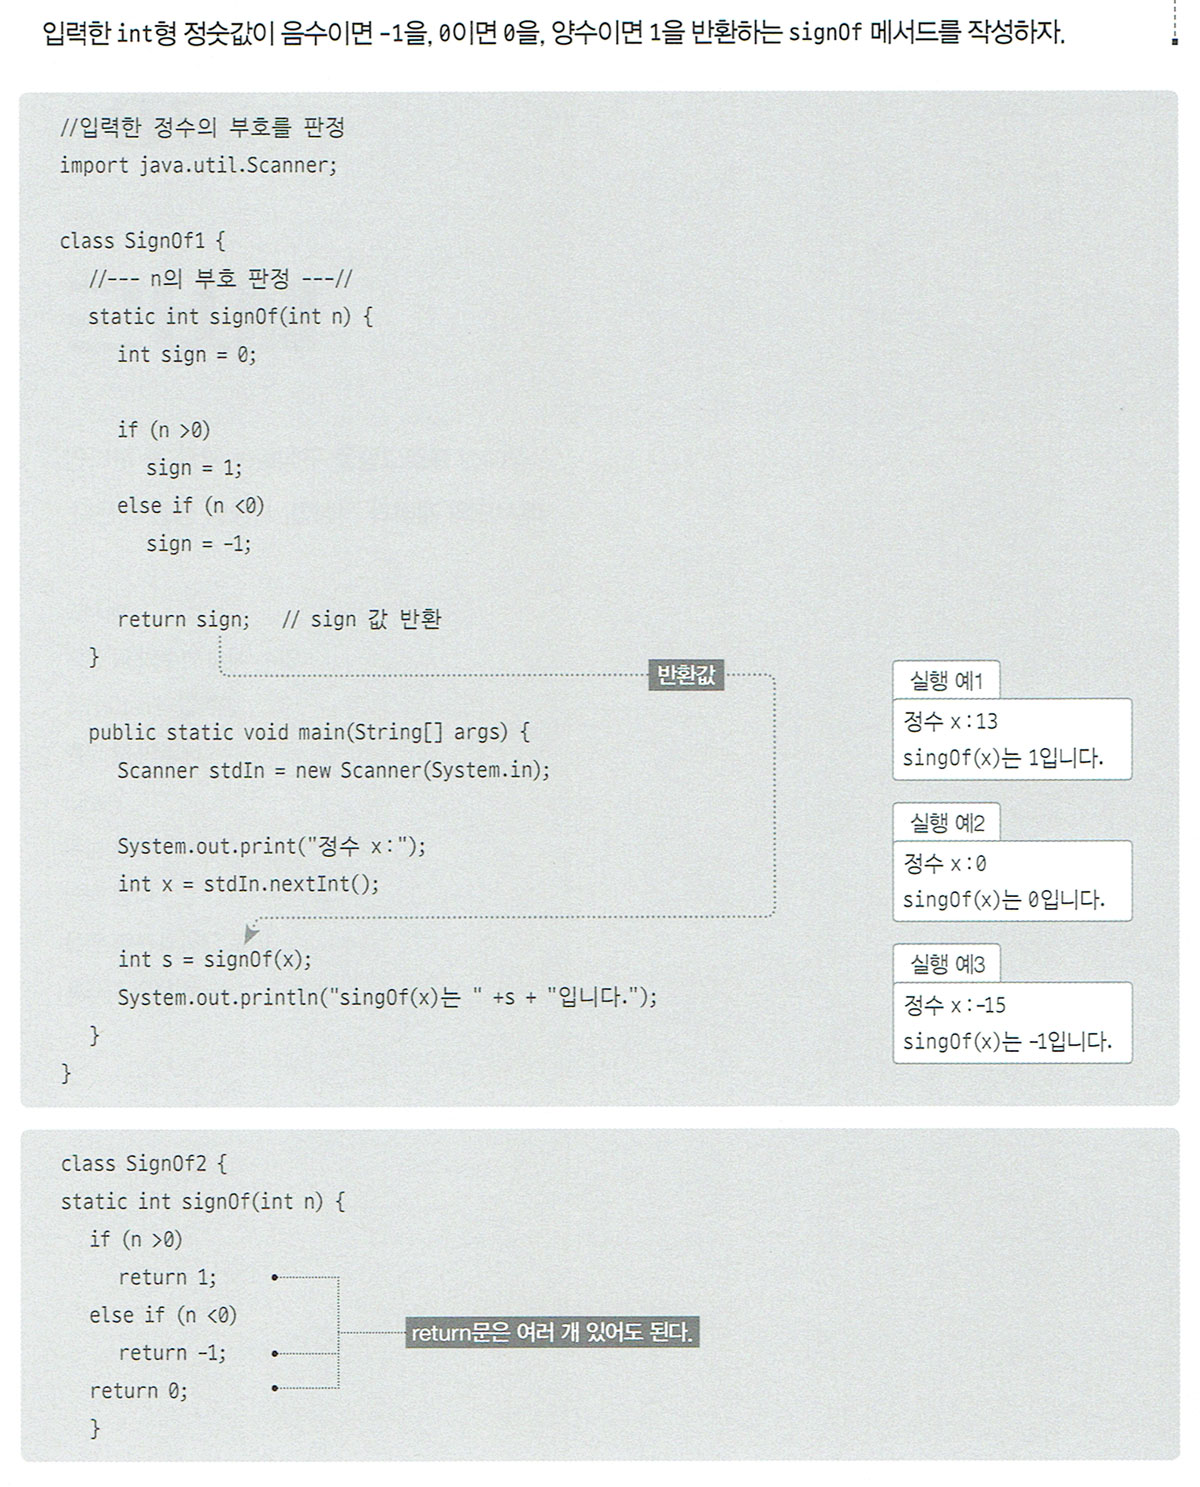 입력한 int형 정숫값이 음수이면 -1을, 0이면 0을, 양수이면 1을 반환하는 signOf 메서드를 작성하자.
//입력한 정수의 부호를 판정
import java.util.Scanner;
class SignOf1 {
//--- n의 부호 판정 ---//
static int signOf(int n) {
int sign = 0;
if (n >0)
sign = 1;
else if (n <0)
sign = -1;
return sign;   // sign 값 반환
}
반환값
public static void main(String[] args) {
Scanner stdIn = new Scanner(System.in);
System.out.print("정수 x:");
int x = stdIn.nextInt();
int s = signOf(x);
System.out.println("singOf(x)는 " +s + "입니다.");
}
}
실행 예1
정수 x:13
singOf(x)는 1입니다.
실행 예2
정수 x:0
singOf(x)는 0입니다.
실행 예3
정수 x:-15
singOf(x)는 -1입니다.
class SignOf2 {
static int signOf(int n) {
if (n >0)
return 1;
else if (n <0)
return -1;
return 0;
}
return문은 여러 개 있어도 된다.